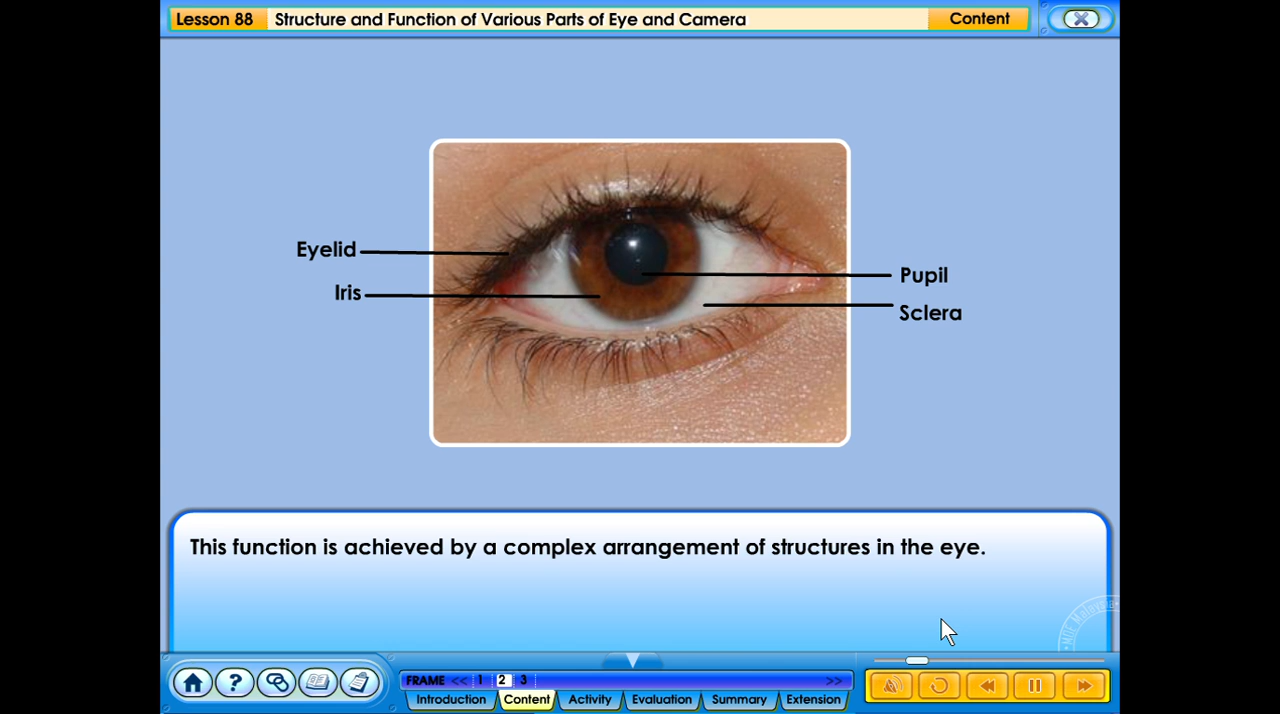 Lesson 88 Structure and Function of Various Parts of Eye and Camera Content
Eyelid
Iris
Pupil
Sclera
This function is achieved by a complex arrangement of structures in the eye.
MOE Malaysia
FRAME << 1 2 3 >>
Introduction Content Activity Evaluation Summary Extension